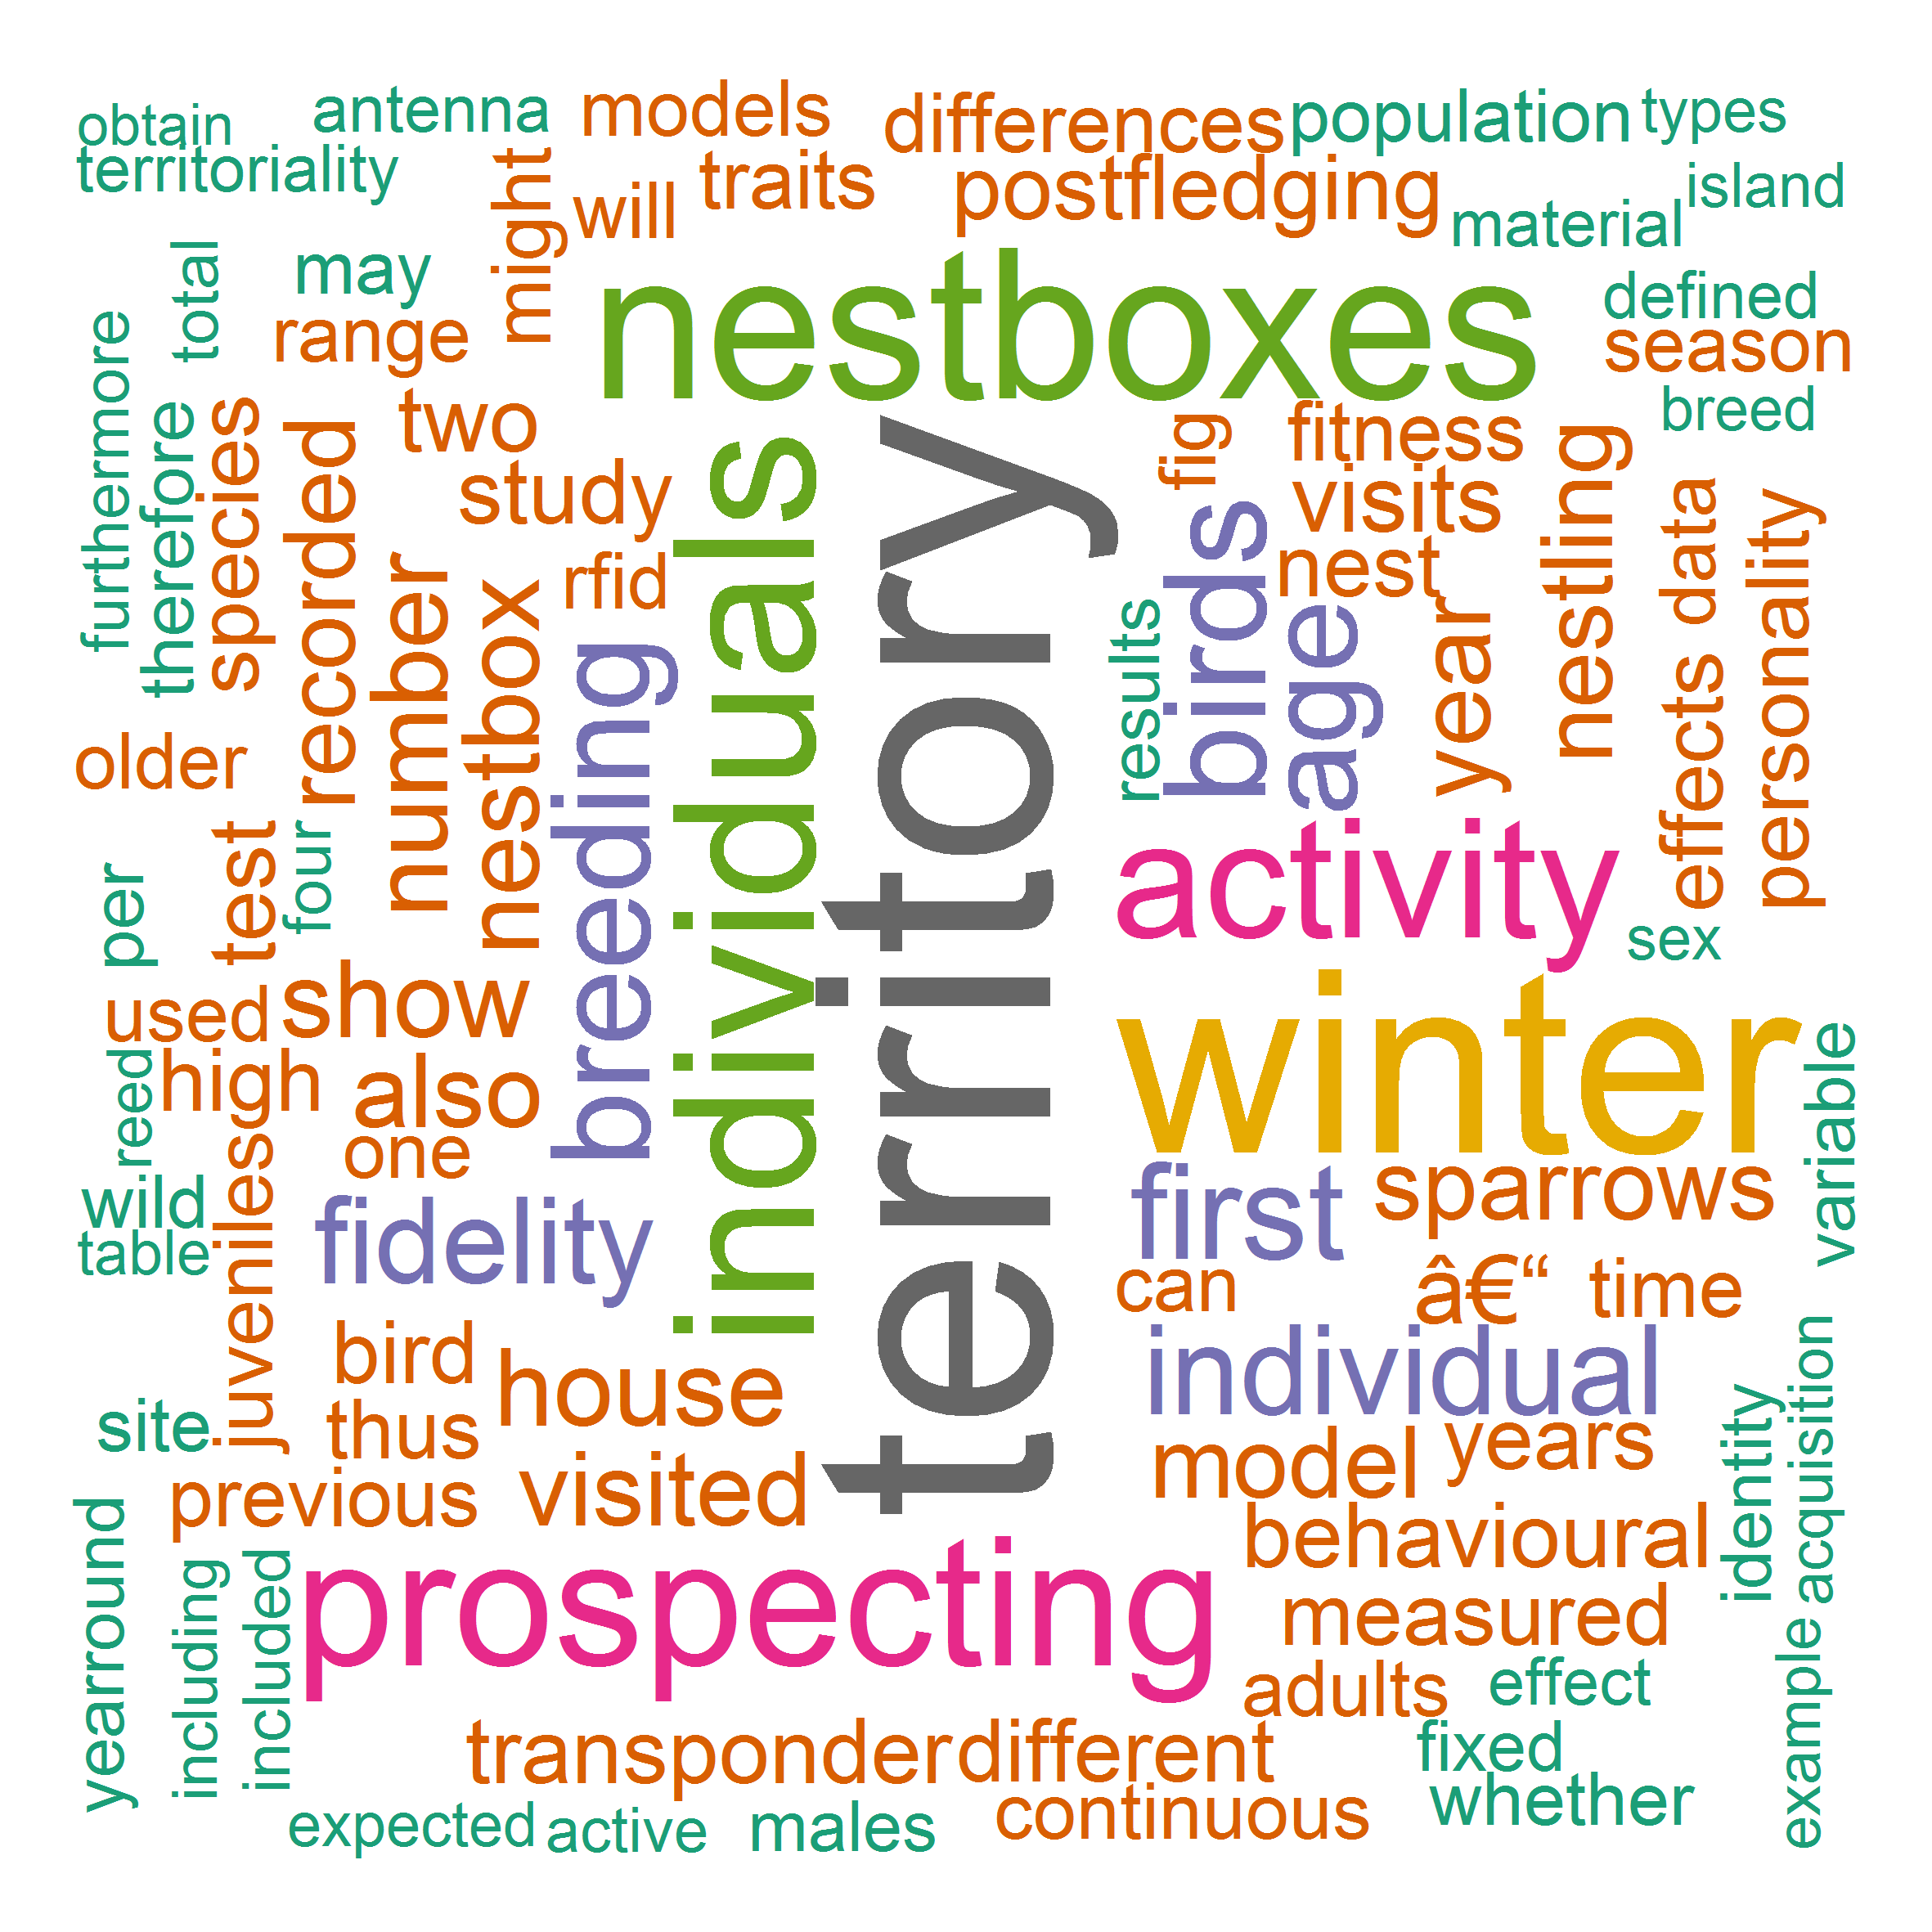 obtain
antenna
models
differences
population
types
territoriality
might
will
traits
postfledging
material
island
total
may
range
nestboxes
defined
season
breed
furthermore
therefore
species
recorded
two
study
number
nestbox
rfid
breeding
individuals
territory
fig
fitness
visits
nest
birds
age
results
year
nestling
data
effects
personality
older
test
four
per
activity
sex
used
show
high
also
one
reed
winter
variable
wild
table
juveniles
fidelity
first
sparrows
can
â€“
time
bird
house
individual
site
thus
previous
visited
model
years
identity
acquisition
yearround
including
included
prospecting
behavioural
measured
adults
effect
example
transponder
different
fixed
expected
active
males
continuous
whether